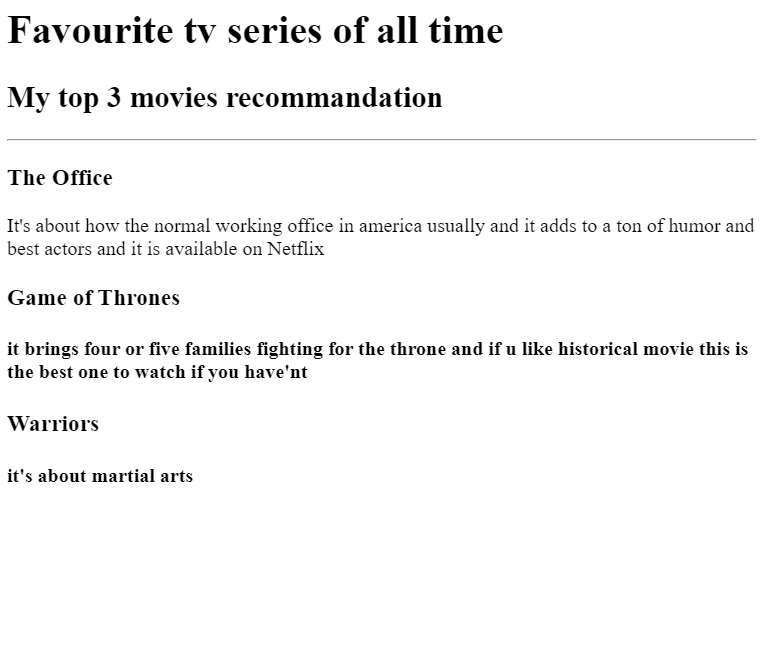 Favourite tv series of all time
My top 3 movies recommandation
The Office
It's about how the normal working office in america usually and it adds to a ton of humor and
best actors and it is available on Netflix
Game of Thrones
it brings four or five families fighting for the throne and if u like historical movie this is
the best one to watch if you have'nt
Warriors
it's about martial arts